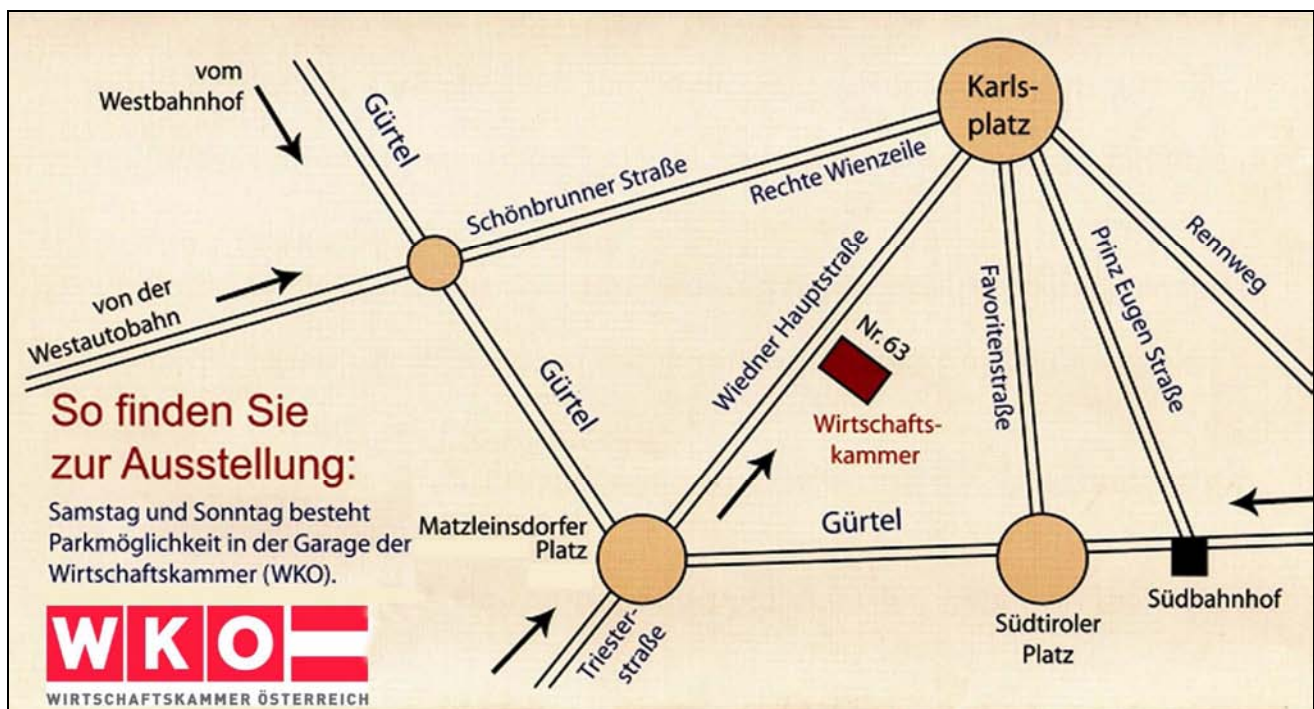 vom
Westbahnhof
Gürtel
Karls-
platz
Schönbrunner Straße
Rechte Wienzeile
von der
Westautobahn
Gürtel
Wiedner Hauptstraße
Nr. 63
Wirtschafts-
kammer
Favoritenstraße
Prinz Eugen Straße
Rennweg
So finden Sie
zur Ausstellung:
Samstag und Sonntag besteht
Parkmöglichkeit in der Garage der
Wirtschaftskammer (WKO).
Matzleinsdorfer
Platz
Gürtel
Triester-
straße
Südtiroler
Platz
Südbahnhof
WKO
WIRTSCHAFTSKAMMER ÖSTERREICH